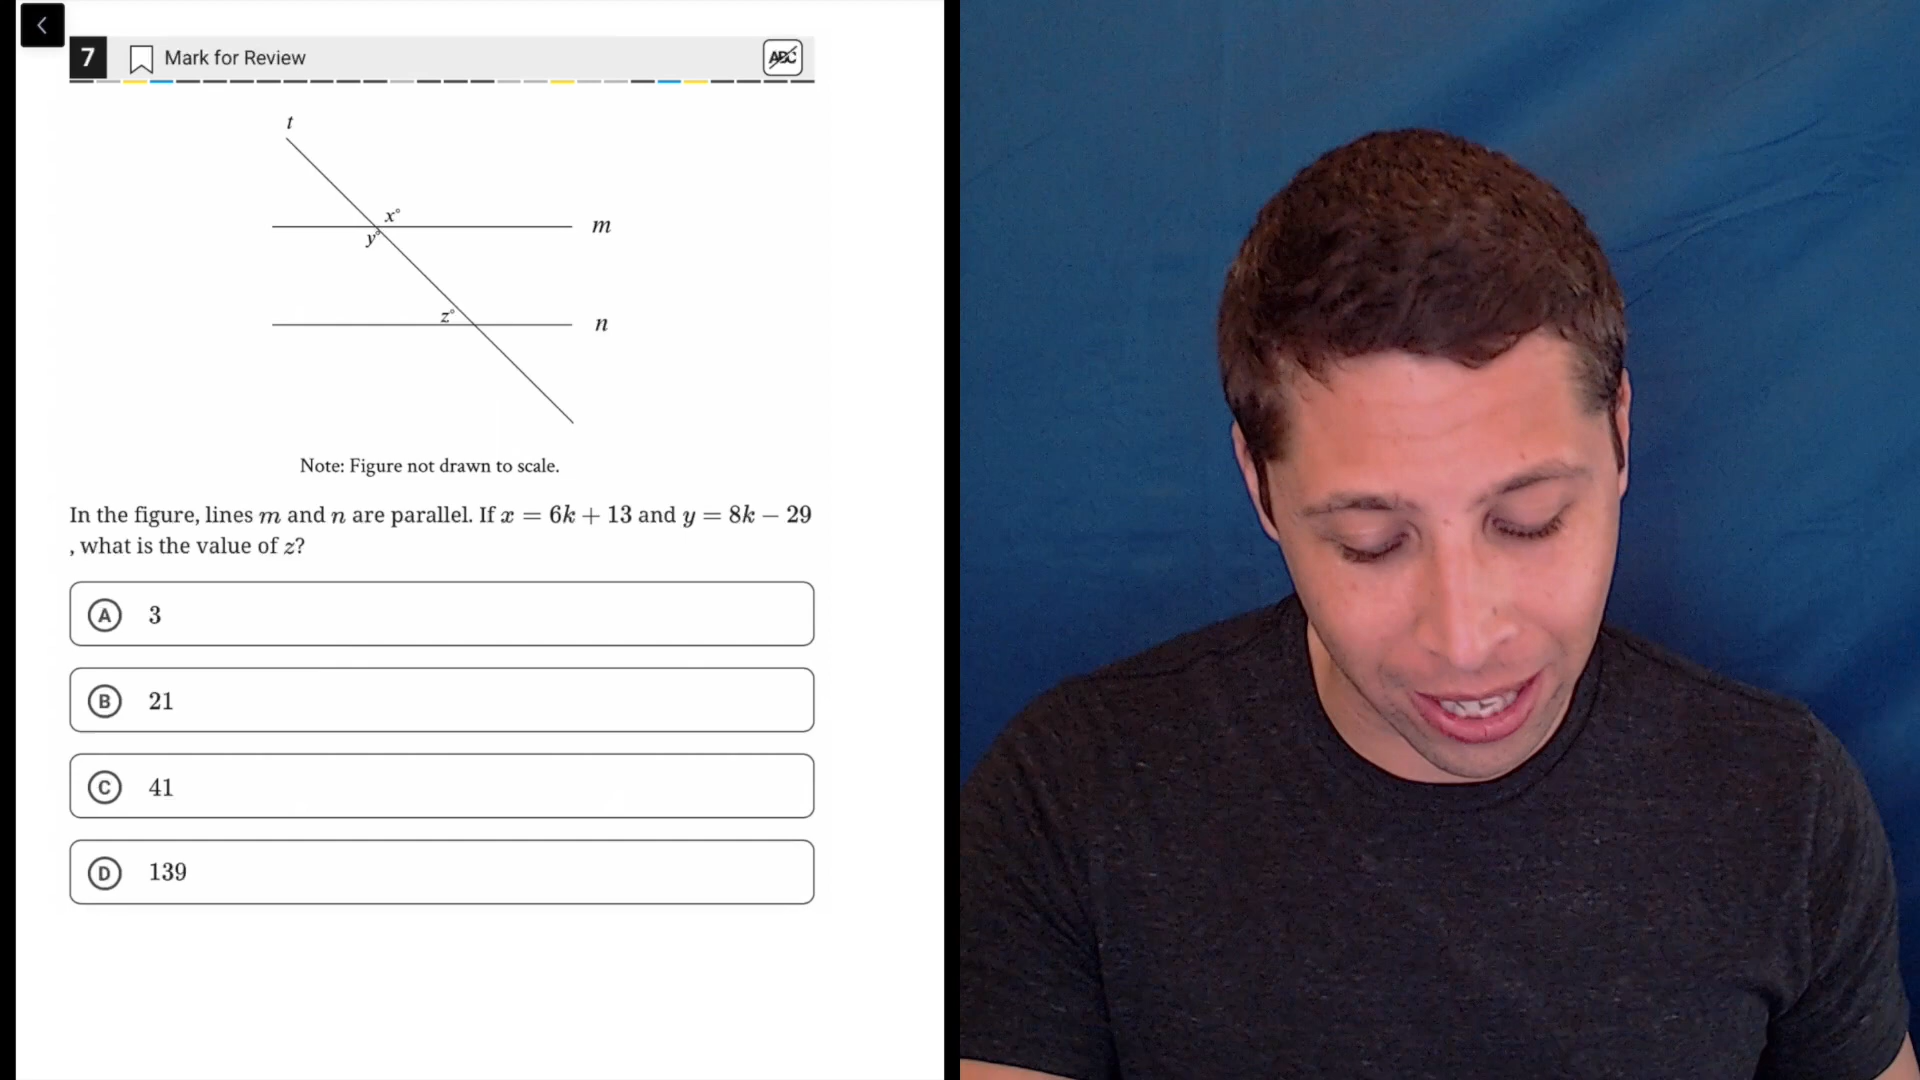 7 Mark for Review ABC
t
x°
m
y°
z°
n
Note: Figure not drawn to scale.
In the figure, lines m and n are parallel. If x = 6k + 13 and y = 8k − 29
, what is the value of z?
A 3
B 21
C 41
D 139